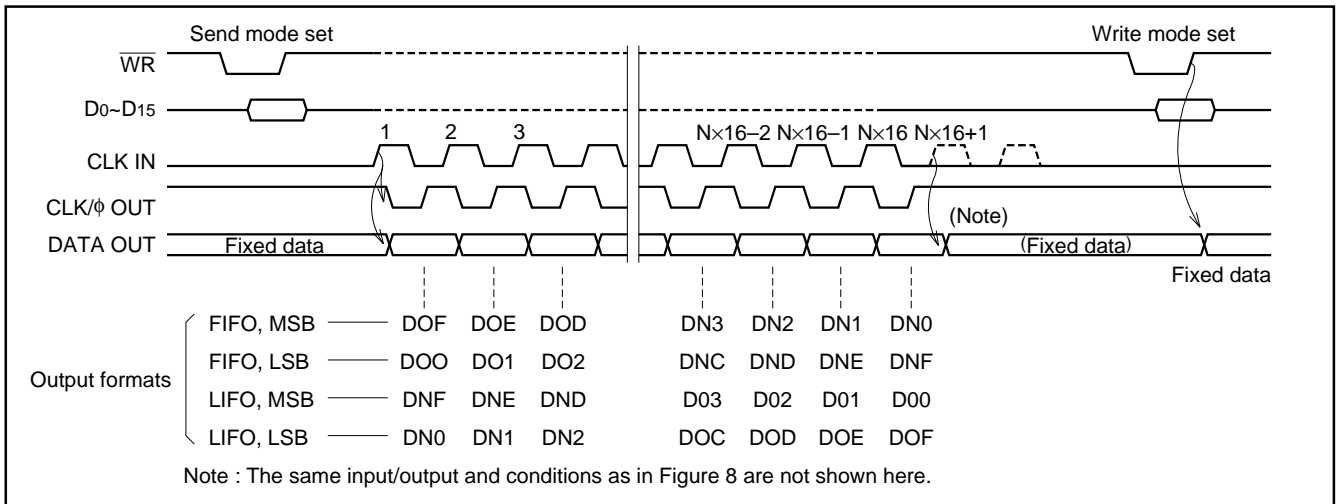 Send mode set Write mode set
WR
D0~D15
1 2 3 N×16–2 N×16–1 N×16 N×16+1
CLK IN
CLK/ϕ OUT
(Note)
DATA OUT Fixed data (Fixed data)
Fixed data
FIFO, MSB DOF DOE DOD DN3 DN2 DN1 DN0
FIFO, LSB DOO DO1 DO2 DNC DND DNE DNF
Output formats
LIFO, MSB DNF DNE DND D03 D02 D01 D00
LIFO, LSB DN0 DN1 DN2 DOC DOD DOE DOF
Note : The same input/output and conditions as in Figure 8 are not shown here.